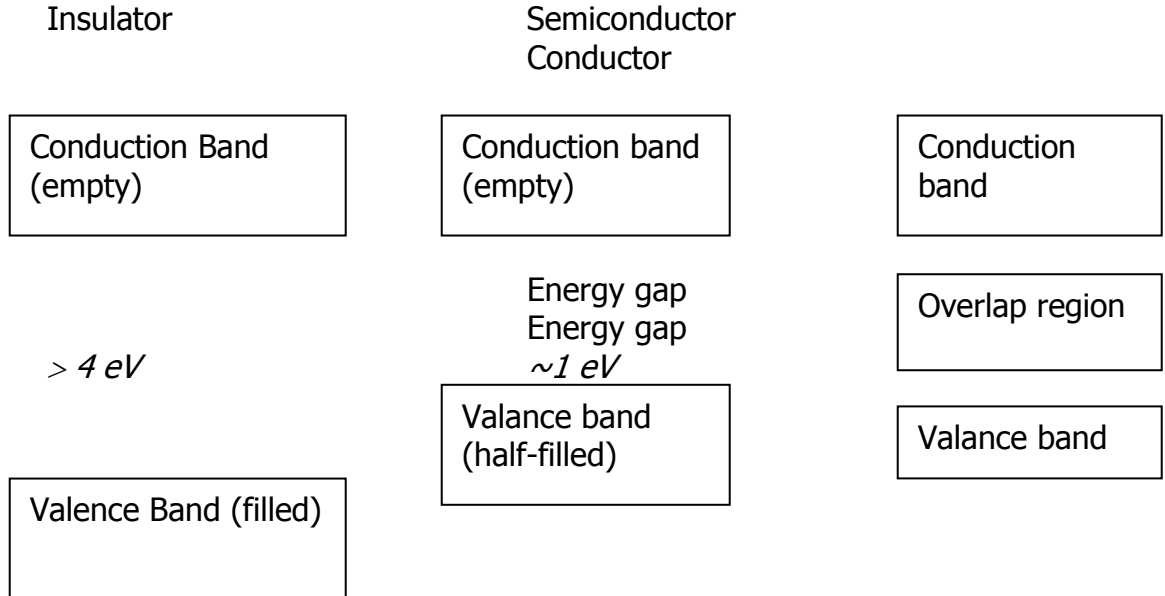 Insulator
Semiconductor
Conductor
Conduction Band
(empty)
Conduction band
(empty)
Conduction
band
Energy gap
Energy gap
> 4 eV
~1 eV
Overlap region
Valance band
(half-filled)
Valance band
Valence Band (filled)